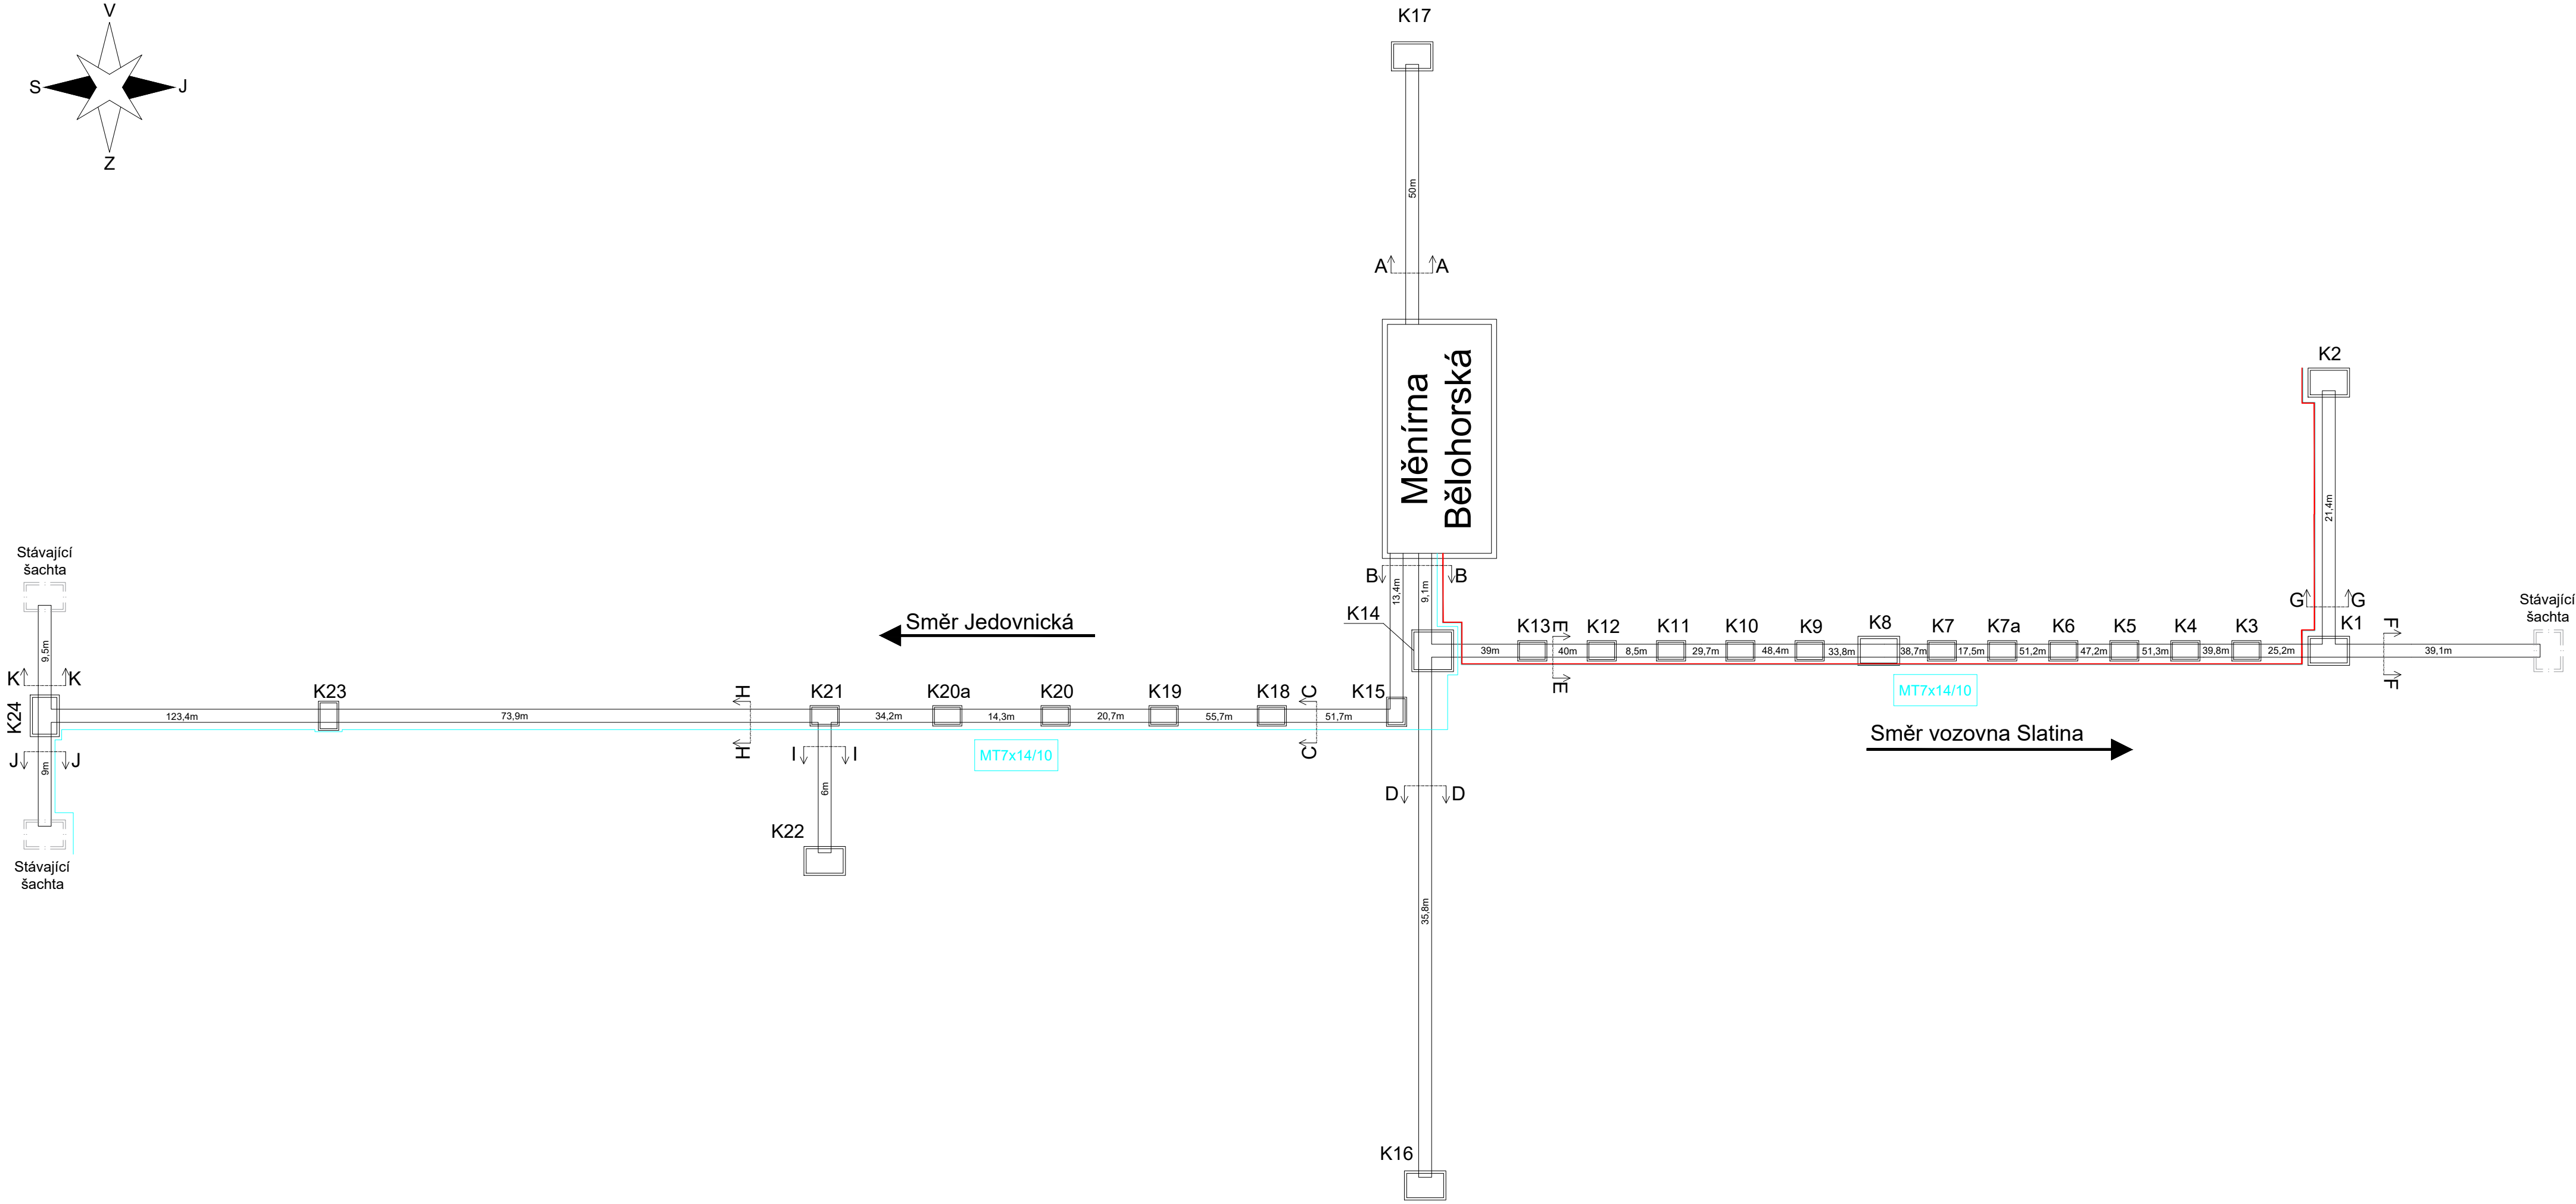 V
S
J
Z
K17
50m
A
A
Měnírna
Bělohorská
K2
21,4m
G
G
Stávající
šachta
9,5m
K
K
K24
J
J
9m
Stávající
šachta
Směr Jedovnická
K23
123,4m
73,9m
H
H
K21
34,2m
K20a
14,3m
K20
20,7m
K19
55,7m
K18
C
C
51,7m
K15
I
I
6m
K22
MT7x14/10
B
B
13,4m
9,1m
K14
39m
K13
E
E
40m
K12
8,5m
K11
29,7m
K10
48,4m
K9
33,8m
K8
38,7m
K7
17,5m
K7a
51,2m
K6
47,2m
K5
51,3m
K4
39,8m
K3
25,2m
K1
F
F
39,1m
Stávající
šachta
MT7x14/10
Směr vozovna Slatina
D
D
35,8m
K16